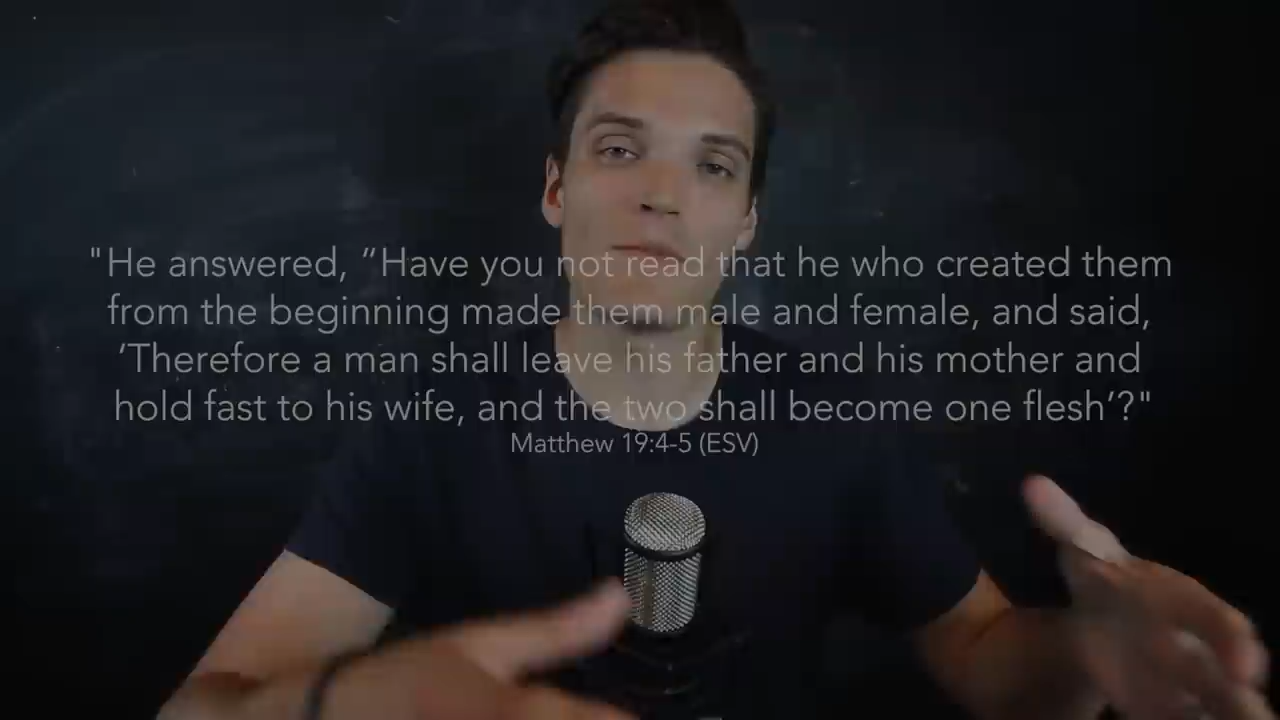 "He answered, “Have you not read that he who created them
from the beginning made them male and female, and said,
‘Therefore a man shall leave his father and his mother and
hold fast to his wife, and the two shall become one flesh’?"
Matthew 19:4-5 (ESV)